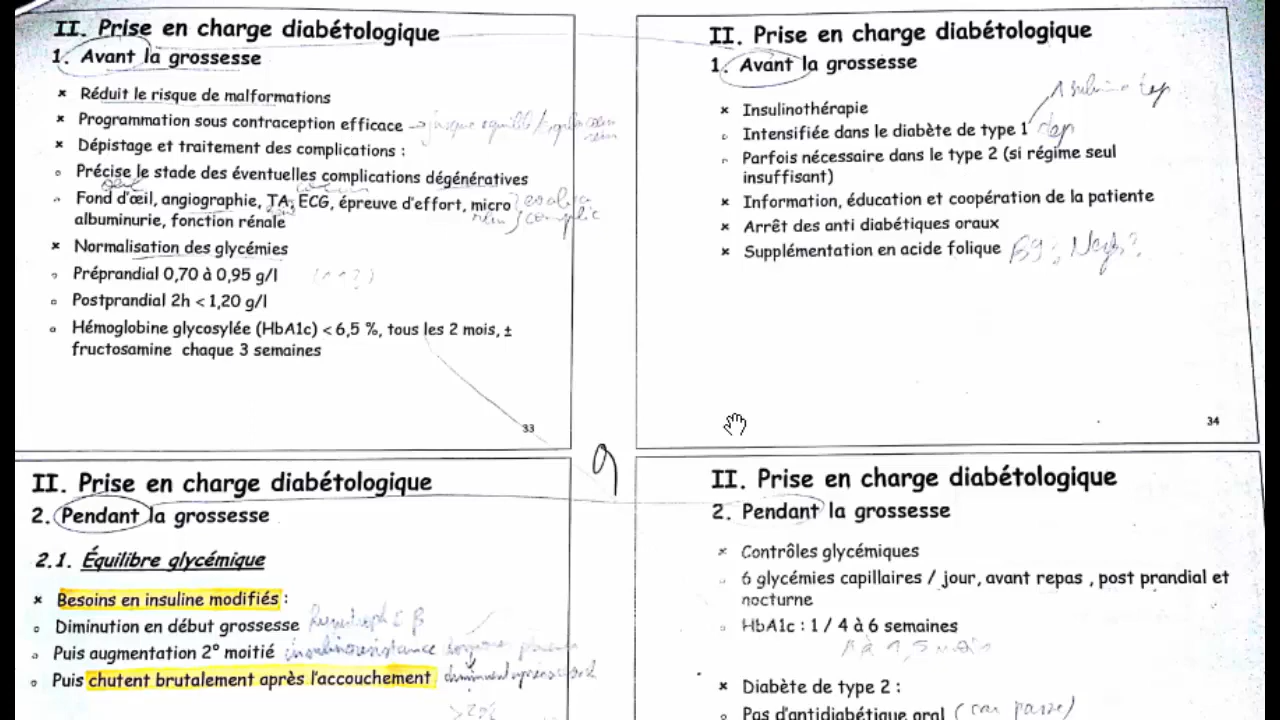 II. Prise en charge diabétologique
1. Avant la grossesse
× Réduit le risque de malformations
× Programmation sous contraception efficace
× Dépistage et traitement des complications :
o Précise le stade des éventuelles complications dégénératives
Fond d'œil, angiographie, TA, ECG, épreuve d'effort, micro
albuminurie, fonction rénale
× Normalisation des glycémies
o Préprandial 0,70 à 0,95 g/l
o Postprandial 2h < 1,20 g/l
o Hémoglobine glycosylée (HbA1c) < 6,5 %, tous les 2 mois, ±
fructosamine chaque 3 semaines
33
II. Prise en charge diabétologique
1. Avant la grossesse
× Insulinothérapie
o Intensifiée dans le diabète de type 1
Parfois nécessaire dans le type 2 (si régime seul
insuffisant)
× Information, éducation et coopération de la patiente
× Arrêt des anti diabétiques oraux
× Supplémentation en acide folique B9
34
9
II. Prise en charge diabétologique
2. Pendant la grossesse
2.1. Équilibre glycémique
× Besoins en insuline modifiés :
o Diminution en début grossesse
o Puis augmentation 2° moitié insulinoresistance
o Puis chutent brutalement après l'accouchement
II. Prise en charge diabétologique
2. Pendant la grossesse
× Contrôles glycémiques
o 6 glycémies capillaires / jour, avant repas , post prandial et
nocturne
o HbA1c : 1 / 4 à 6 semaines
× Diabète de type 2 :
o Pas d'antidiabétique oral (car passe)